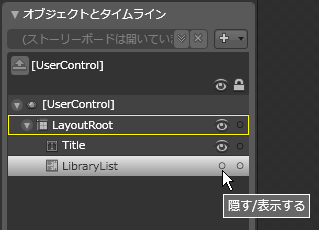 オブジェクトとタイムライン
(ストーリーボードは開いてい
[UserControl]
[UserControl]
LayoutRoot
Title
LibraryList
隠す/表示する